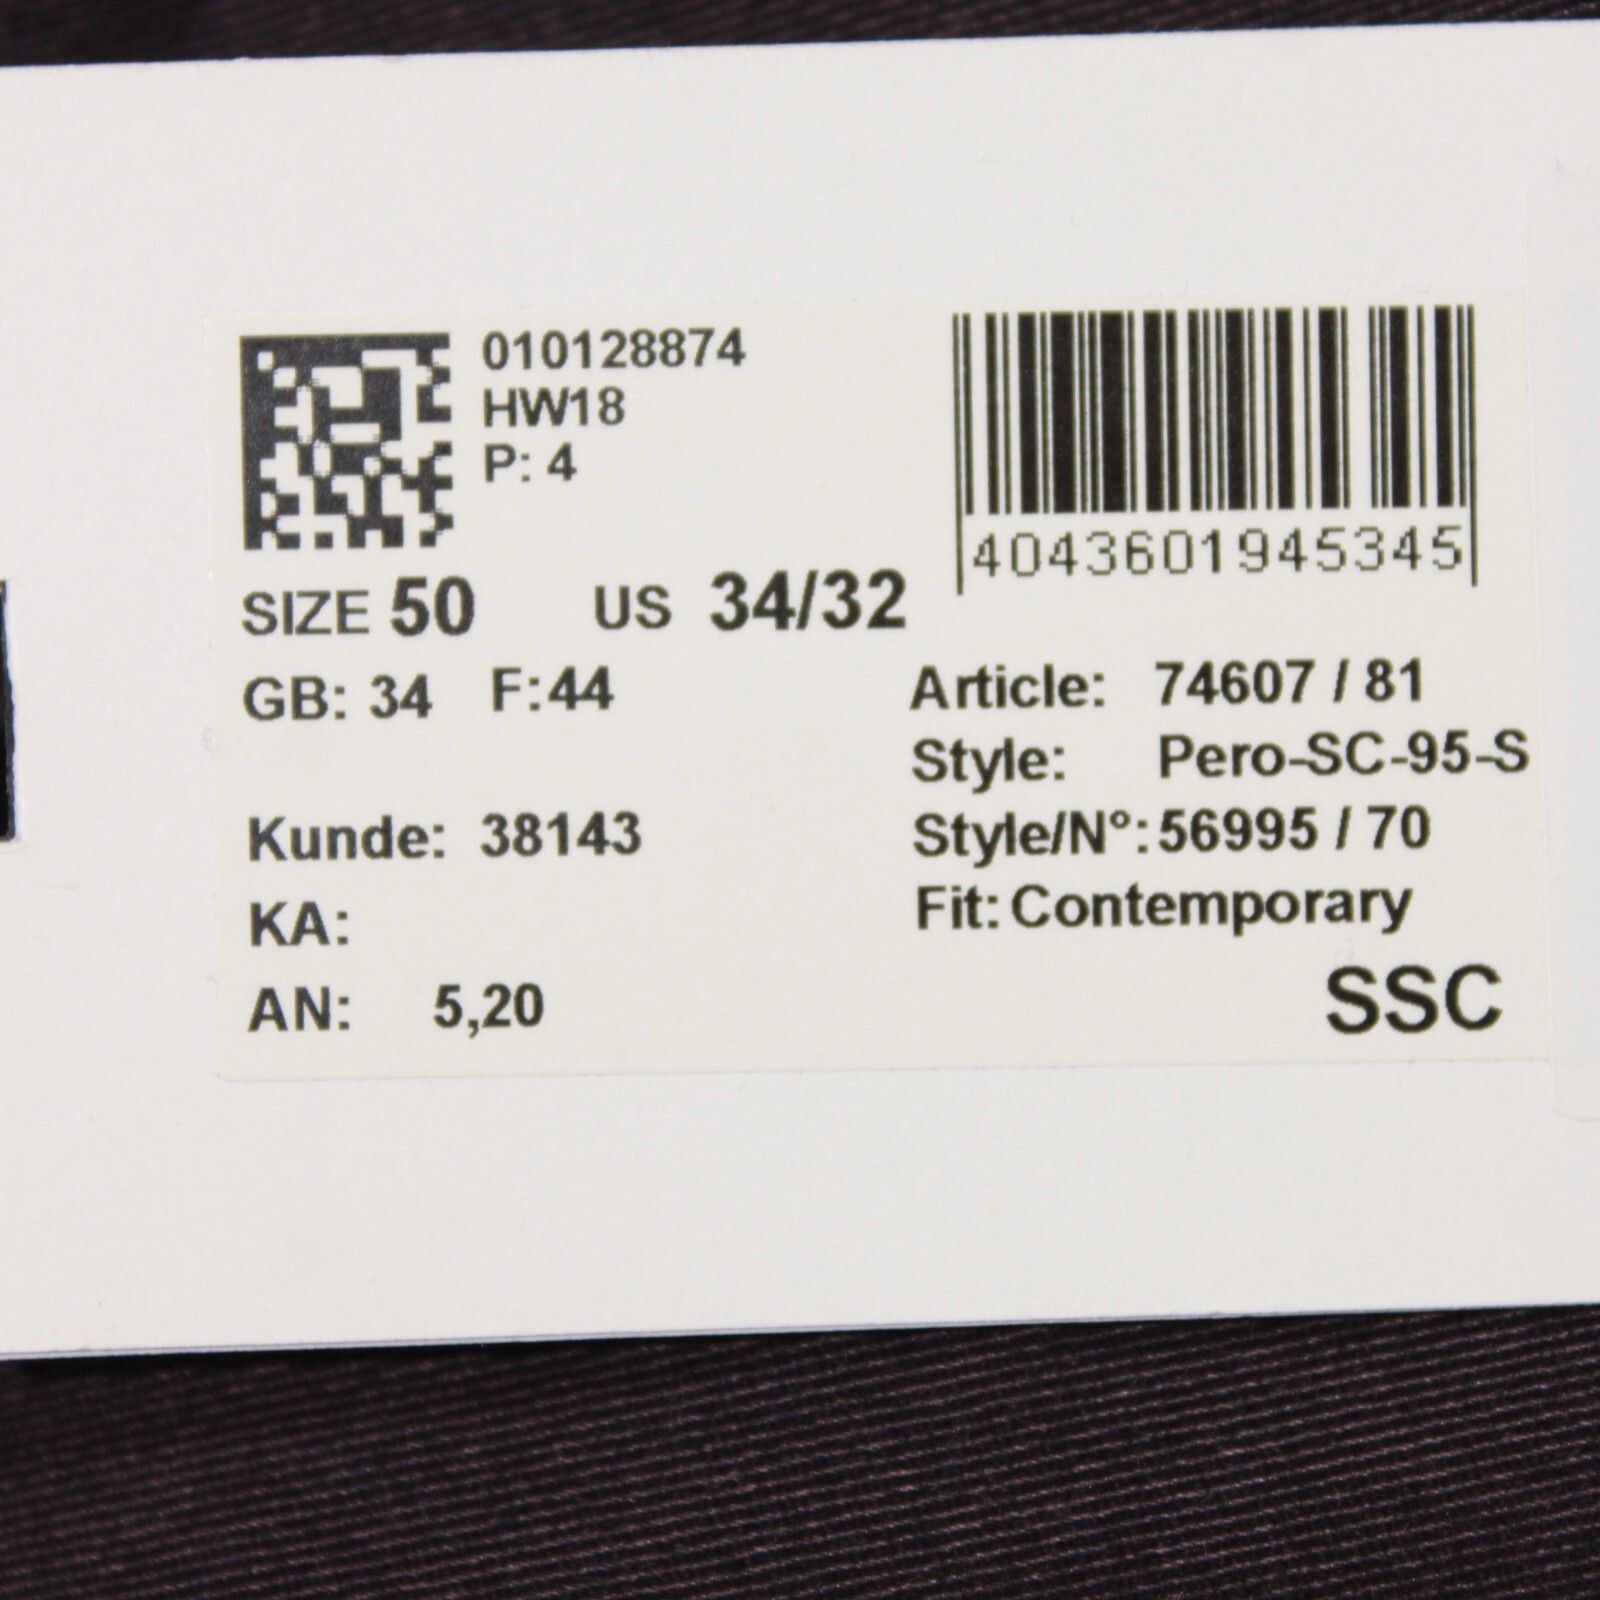 010128874
HW18
P: 4
4043601945345
SIZE 50 US 34/32
GB: 34 F:44
Article: 74607 / 81
Style: Pero-SC-95-S
Kunde: 38143
Style/N°:56995 / 70
KA:
Fit: Contemporary
AN: 5,20
SSC